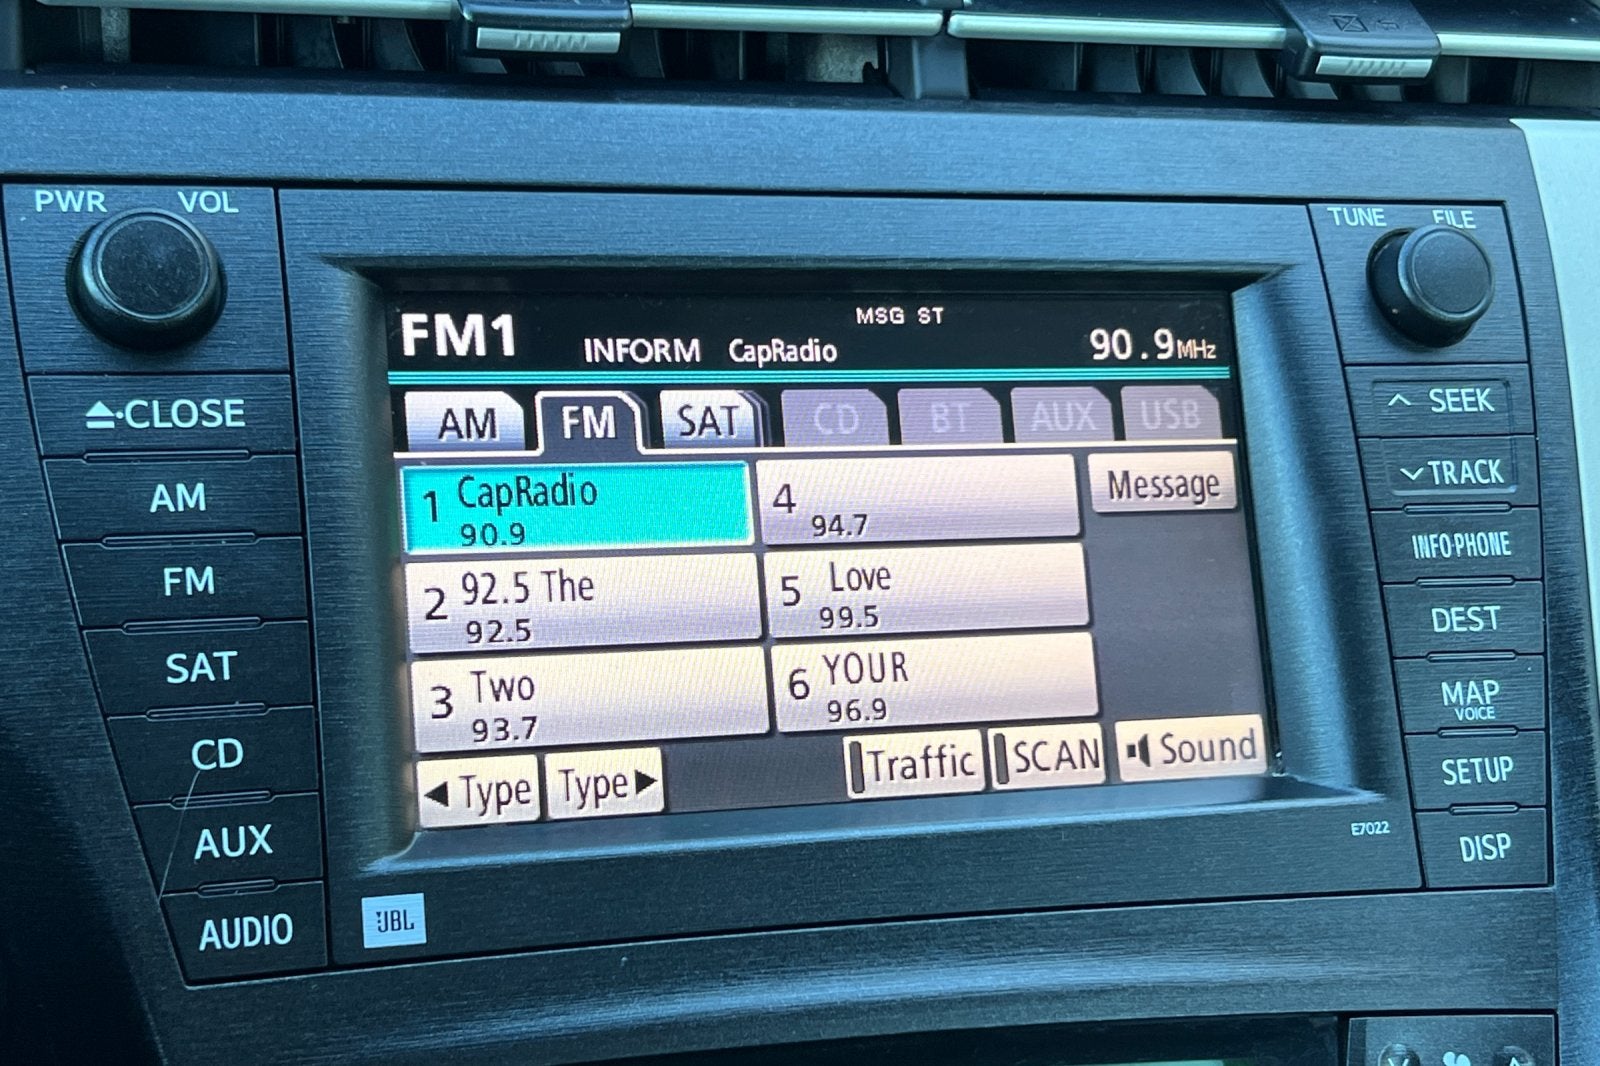 PWR VOL
TUNE FILE
MSG ST
FM1 INFORM CapRadio 90.9MHz
AM FM SAT CD BT AUX USB
1 CapRadio
90.9
2 92.5 The
92.5
3 Two
93.7
4
94.7
5 Love
99.5
6 YOUR
96.9
Message
◀Type
Type▶
Traffic
SCAN
Sound
CLOSE
AM
FM
SAT
CD
AUX
AUDIO
SEEK
TRACK
INFO·PHONE
DEST
MAP
VOICE
SETUP
DISP
E7022
JBL